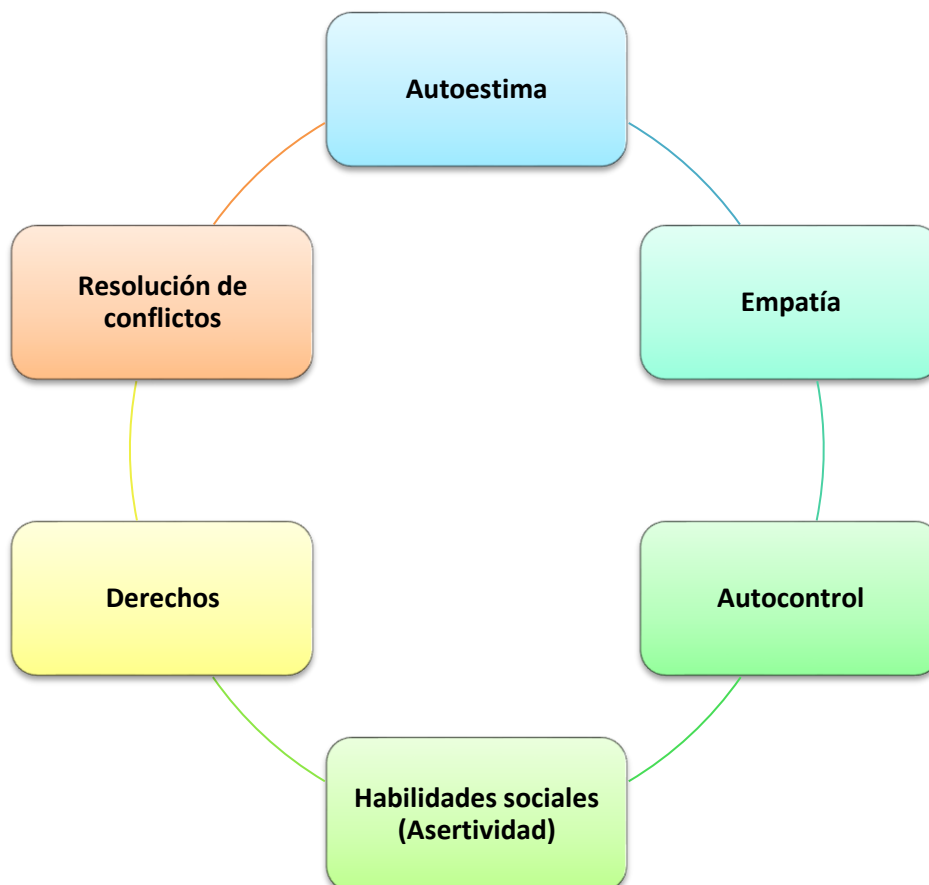 Autoestima
Empatía
Autocontrol
Habilidades sociales
(Asertividad)
Derechos
Resolución de
conflictos